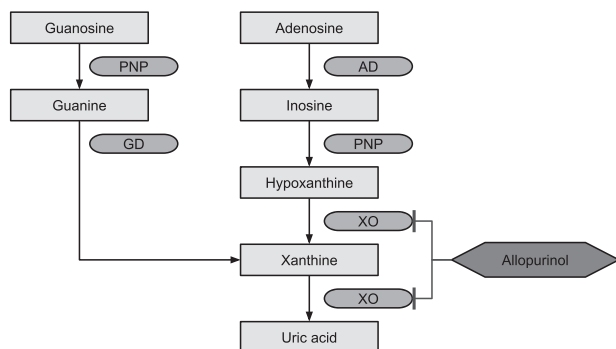 Guanosine
Adenosine
PNP
AD
Guanine
Inosine
GD
PNP
Hypoxanthine
XO
Xanthine
Allopurinol
XO
Uric acid